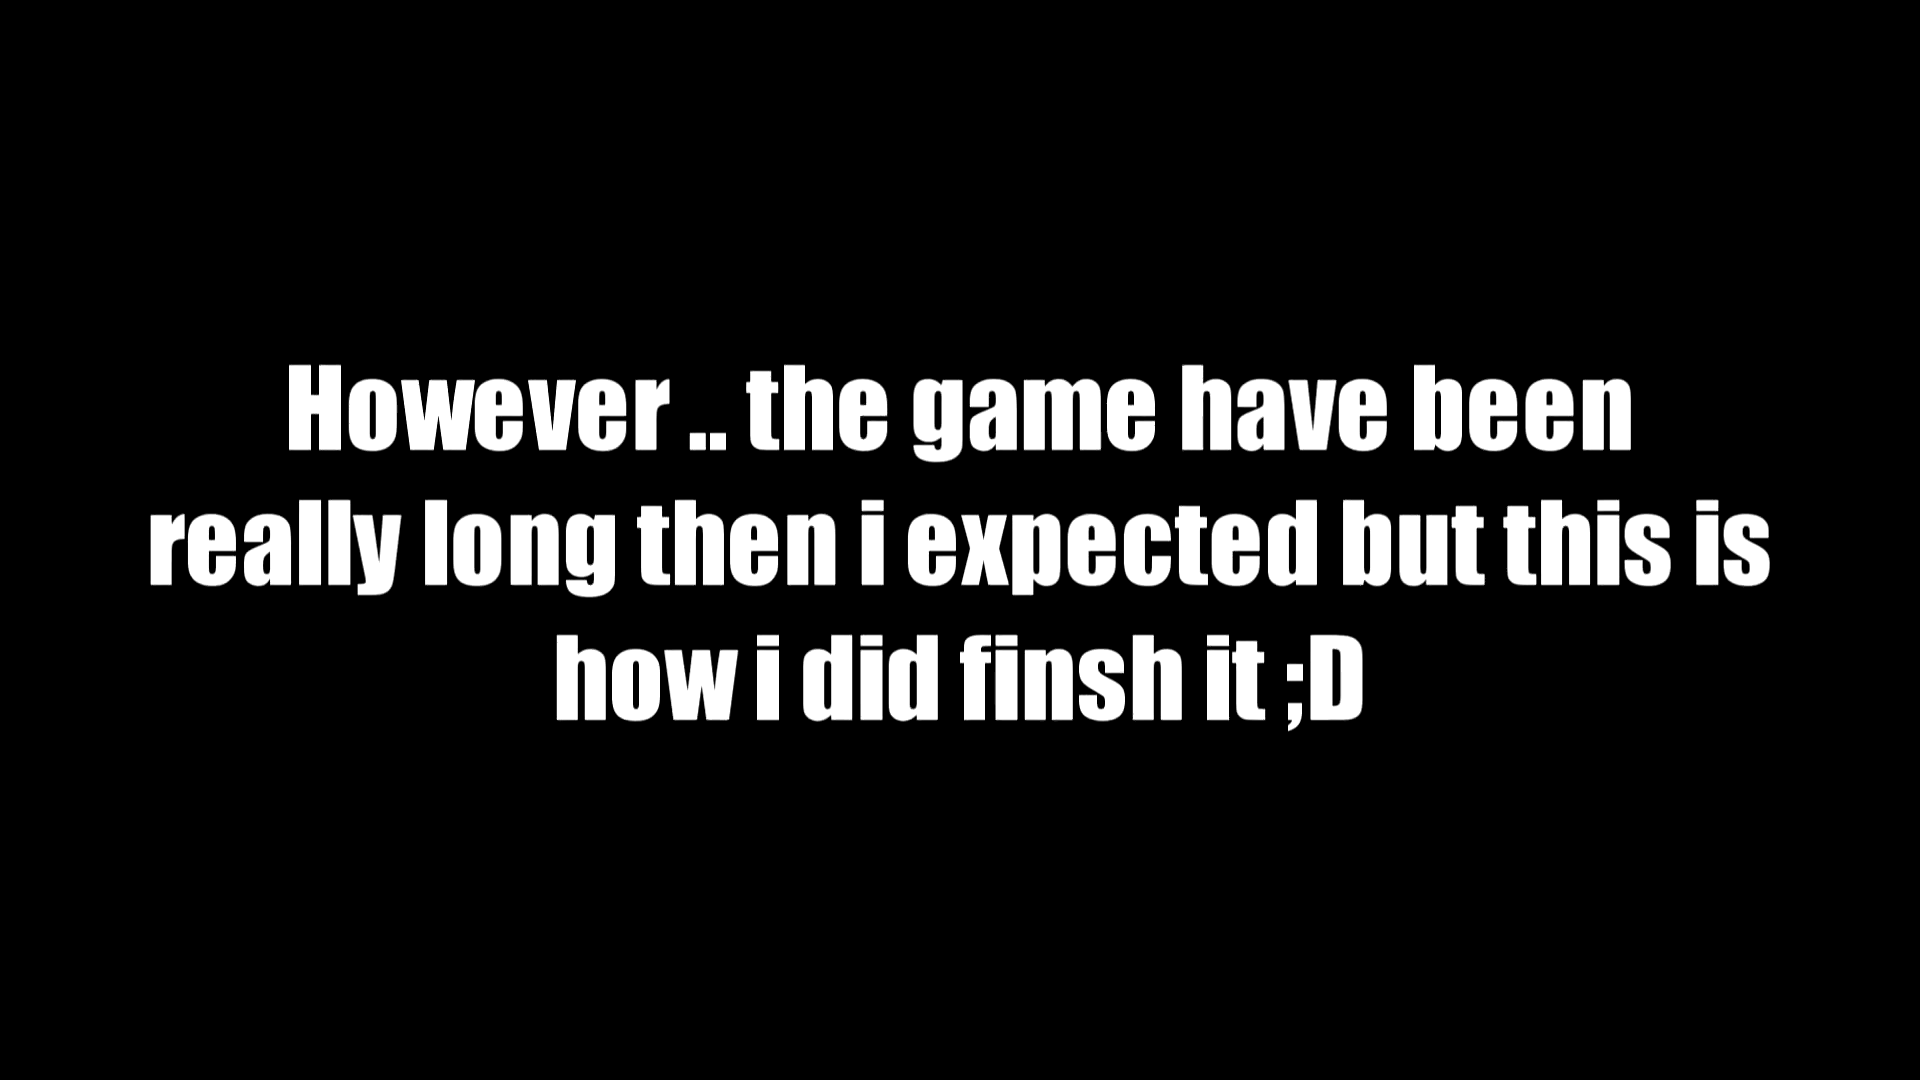 However .. the game have been
really long then i expected but this is
how i did finsh it ;D